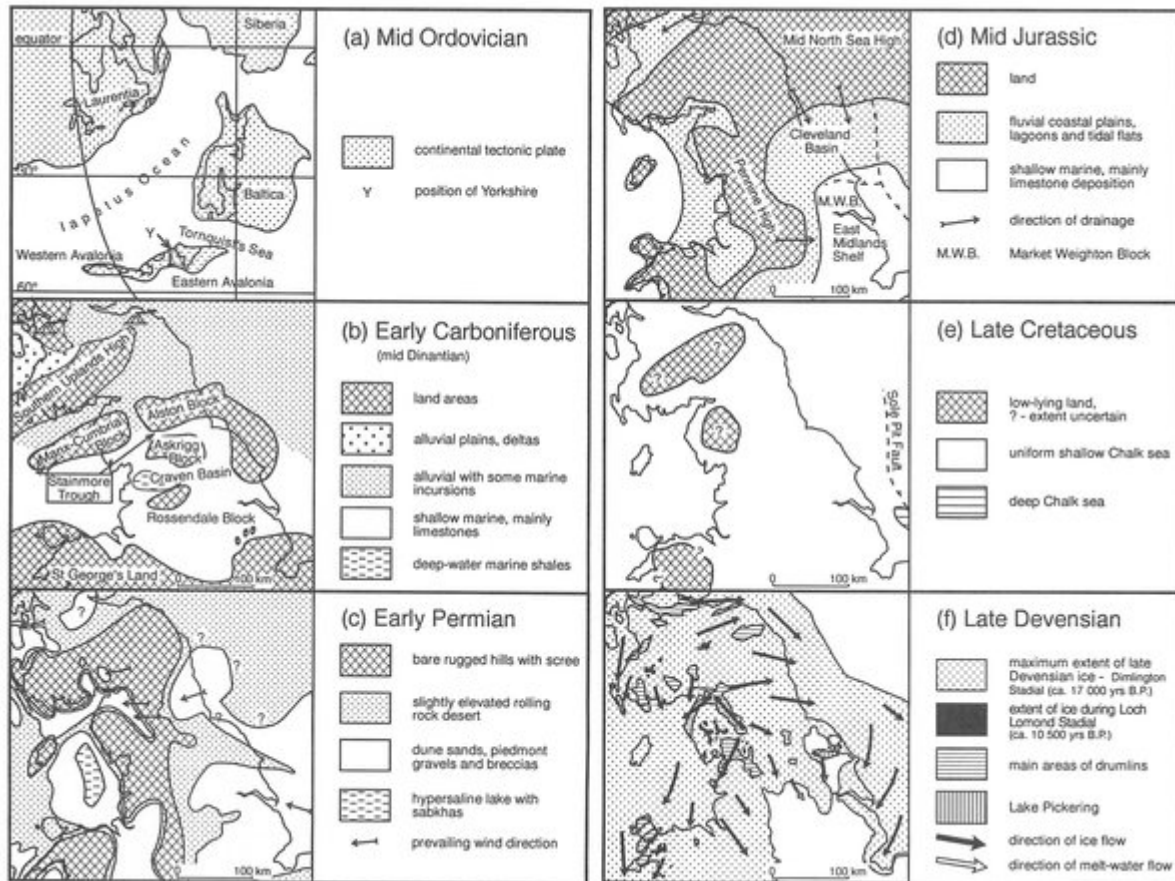 (a) Mid Ordovician
equator
Siberia
Laurentia
Iapetus Ocean
Baltica
Tornquist's Sea
Y
Western Avalonia
Eastern Avalonia
60°
continental tectonic plate
Y
position of Yorkshire
(b) Early Carboniferous
(mid Dinantian)
Southern Uplands High
Alston Block
Manx-Cumbria
Block
Askrigg
Block
Stainmore
Trough
Craven Basin
Rossendale Block
St George's Land
0
100 km
land areas
alluvial plains, deltas
alluvial with some marine
incursions
shallow marine, mainly
limestones
deep-water marine shales
(c) Early Permian
?
?
?
?
?
0
100 km
bare rugged hills with scree
slightly elevated rolling
rock desert
dune sands, piedmont
gravels and breccias
hypersaline lake with
sabkhas
prevailing wind direction
(d) Mid Jurassic
Mid North Sea High
Cleveland
Basin
Pennine High
M.W.B.
East
Midlands
Shelf
0
100 km
land
fluvial coastal plains,
lagoons and tidal flats
shallow marine, mainly
limestone deposition
direction of drainage
M.W.B.
Market Weighton Block
(e) Late Cretaceous
?
?
?
?
Sole Pit Fault
0
100 km
low-lying land,
? - extent uncertain
uniform shallow Chalk sea
deep Chalk sea
(f) Late Devensian
0
100 km
maximum extent of late
Devensian ice - Dimlington
Stadial (ca. 17 000 yrs B.P.)
extent of ice during Loch
Lomond Stadial
(ca. 10 500 yrs B.P.)
main areas of drumlins
Lake Pickering
direction of ice flow
direction of melt-water flow